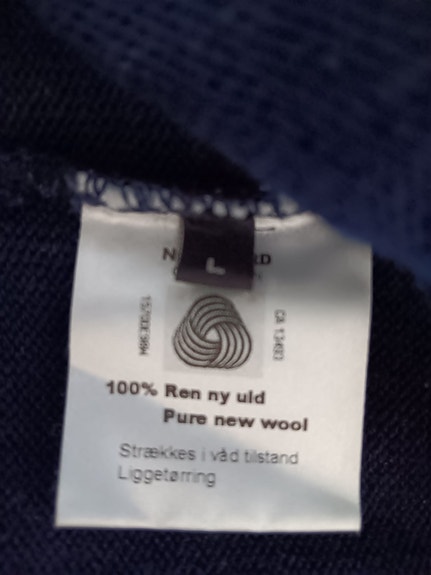 L
100% Ren ny uld
Pure new wool
Strækkes i våd tilstand
Liggetørring